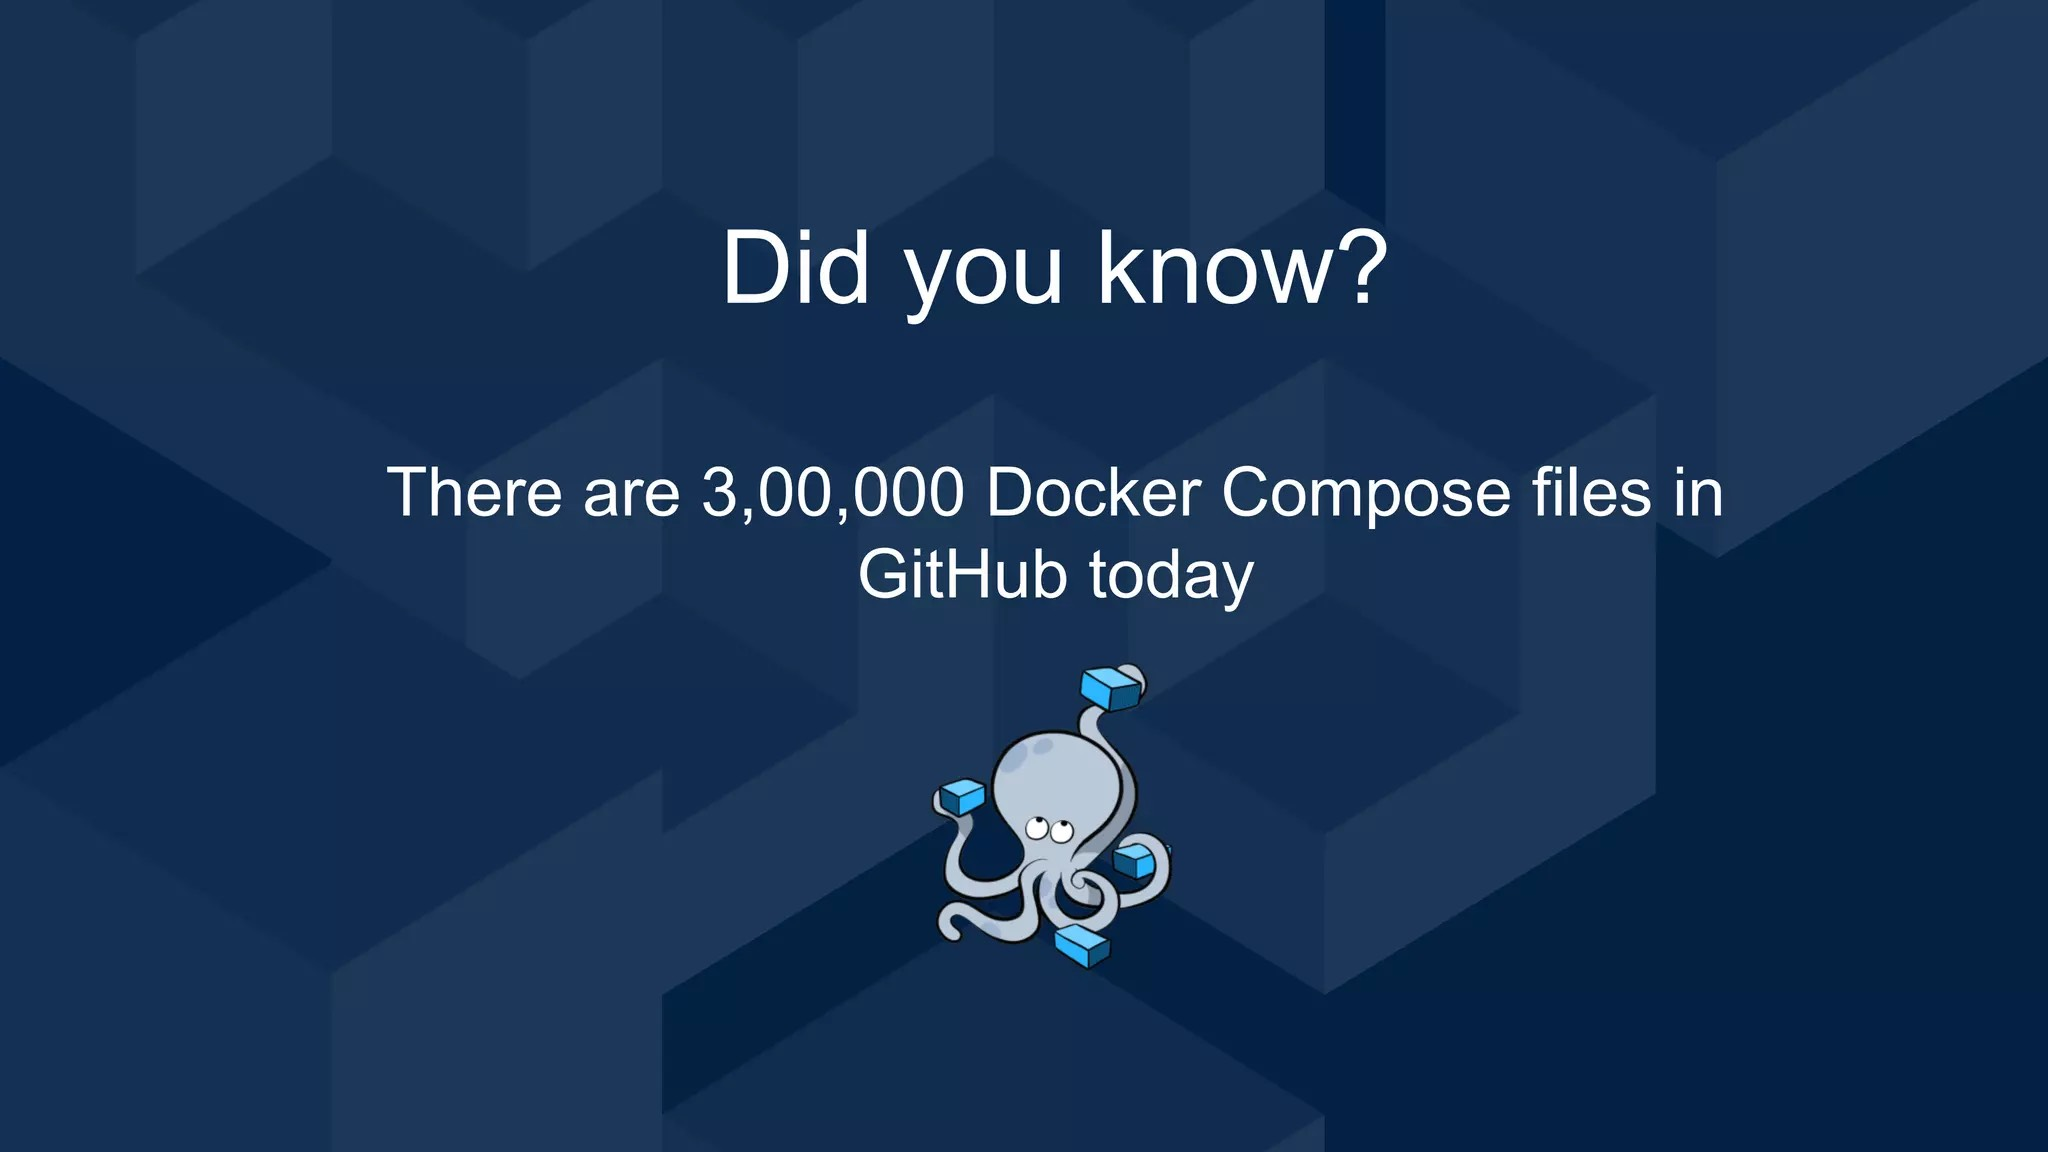 Did you know?
There are 3,00,000 Docker Compose files in
GitHub today